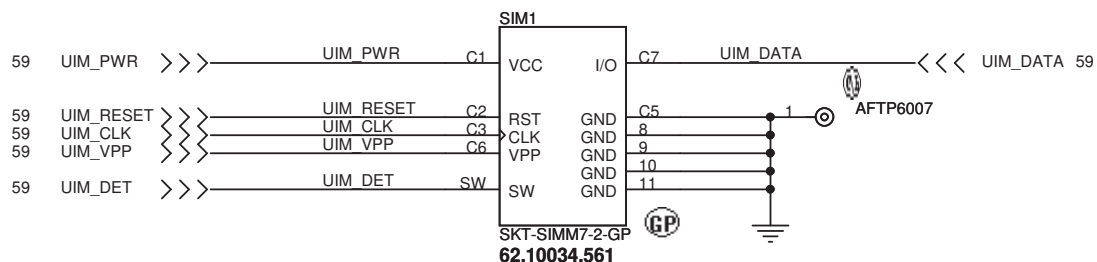 SIM1
59 UIM_PWR UIM_PWR C1 VCC I/O C7 UIM_DATA UIM_DATA 59
59 UIM_RESET UIM_RESET C2 RST GND C5 1 AFTP6007
59 UIM_CLK UIM_CLK C3 CLK GND 8
59 UIM_VPP UIM_VPP C6 VPP GND 9
GND 10
59 UIM_DET UIM_DET SW SW GND 11
GP
SKT-SIMM7-2-GP
62.10034.561